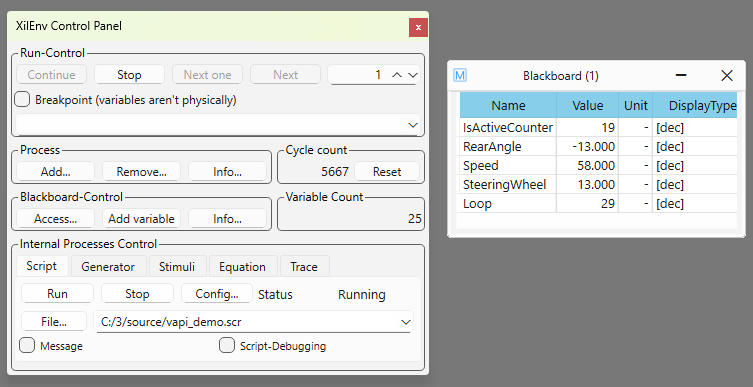 XilEnv Control Panel
x
Run-Control
Continue Stop Next one Next 1
Breakpoint (variables aren't physically)
Process
Add... Remove... Info...
Cycle count
5667 Reset
Blackboard-Control
Access... Add variable Info...
Variable Count
25
Internal Processes Control
Script Generator Stimuli Equation Trace
Run Stop Config... Status Running
File... C:/3/source/vapi_demo.scr
Message Script-Debugging
M Blackboard (1)
Name Value Unit DisplayType
IsActiveCounter 19 - [dec]
RearAngle -13.000 - [dec]
Speed 58.000 - [dec]
SteeringWheel 13.000 - [dec]
Loop 29 - [dec]